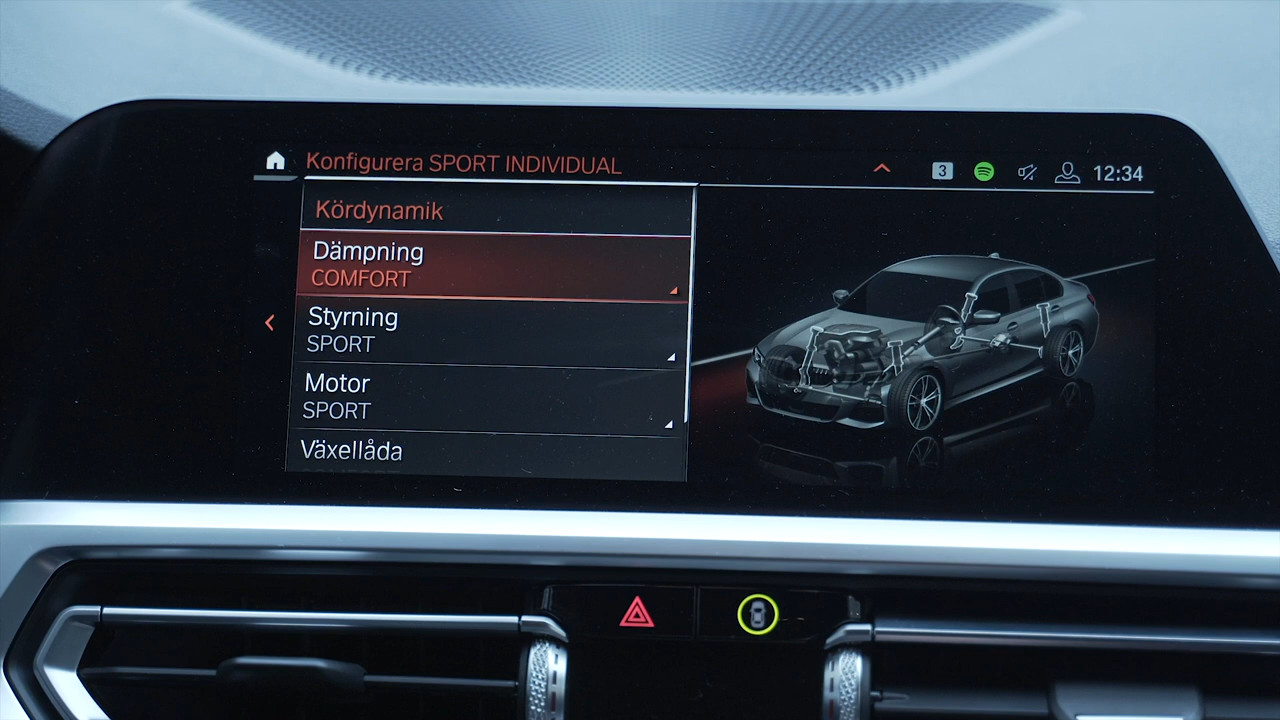 Konfigurera SPORT INDIVIDUAL
3
12:34
Kördynamik
Dämpning
COMFORT
Styrning
SPORT
Motor
SPORT
Växellåda